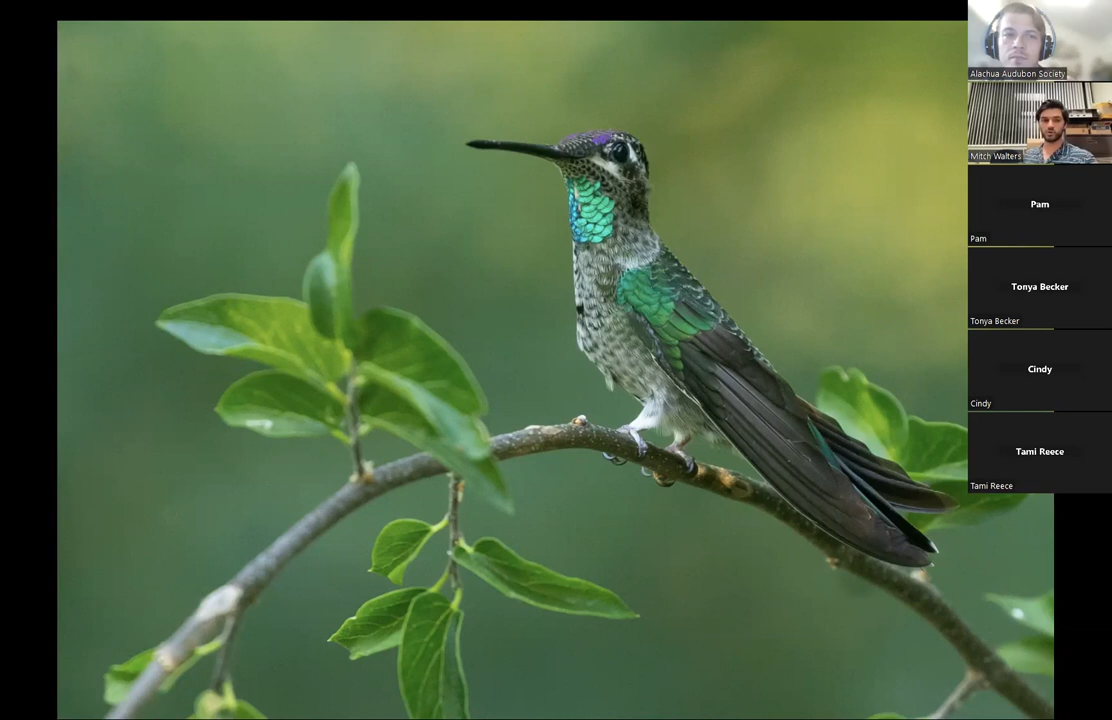 Alachua Audubon Society
Mitch Walters
Pam
Pam
Tonya Becker
Tonya Becker
Cindy
Cindy
Tami Reece
Tami Reece